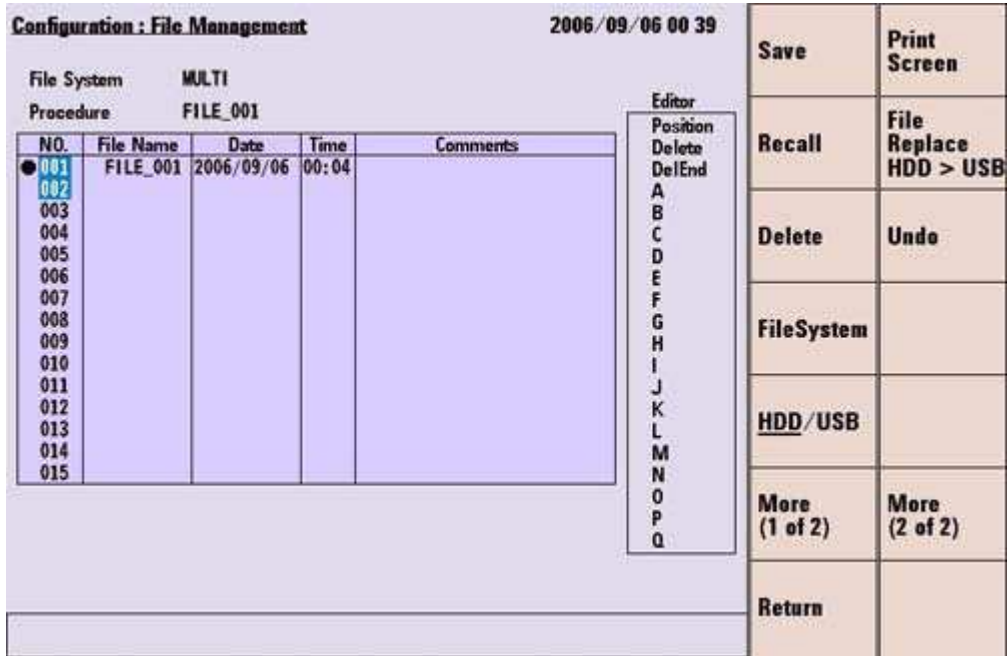 Configuration : File Management 2006/09/06 00 39
File System MULTI
Procedure FILE_001
NO. File Name Date Time Comments
001 FILE_001 2006/09/06 00:04
002
003
004
005
006
007
008
009
010
011
012
013
014
015
Editor
Position
Delete
DelEnd
A
B
C
D
E
F
G
H
I
J
K
L
M
N
O
P
Q
Save
Recall
Delete
FileSystem
HDD/USB
More
(1 of 2)
Return
Print
Screen
File
Replace
HDD > USB
Undo
More
(2 of 2)